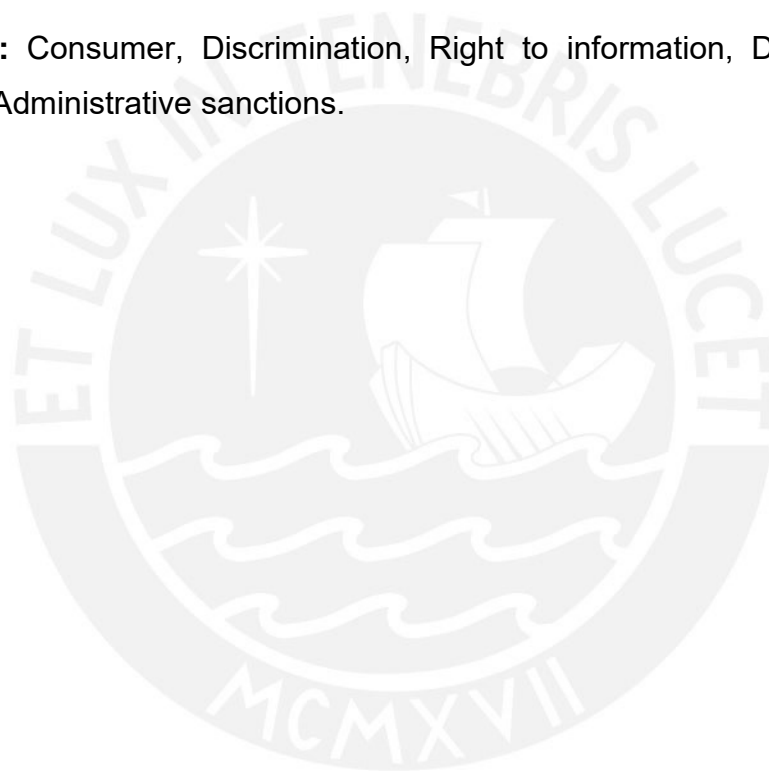 : Consumer, Discrimination, Right to information, D
Administrative sanctions.
ET LUX IN TENEBRIS LUCET
MCMXVII